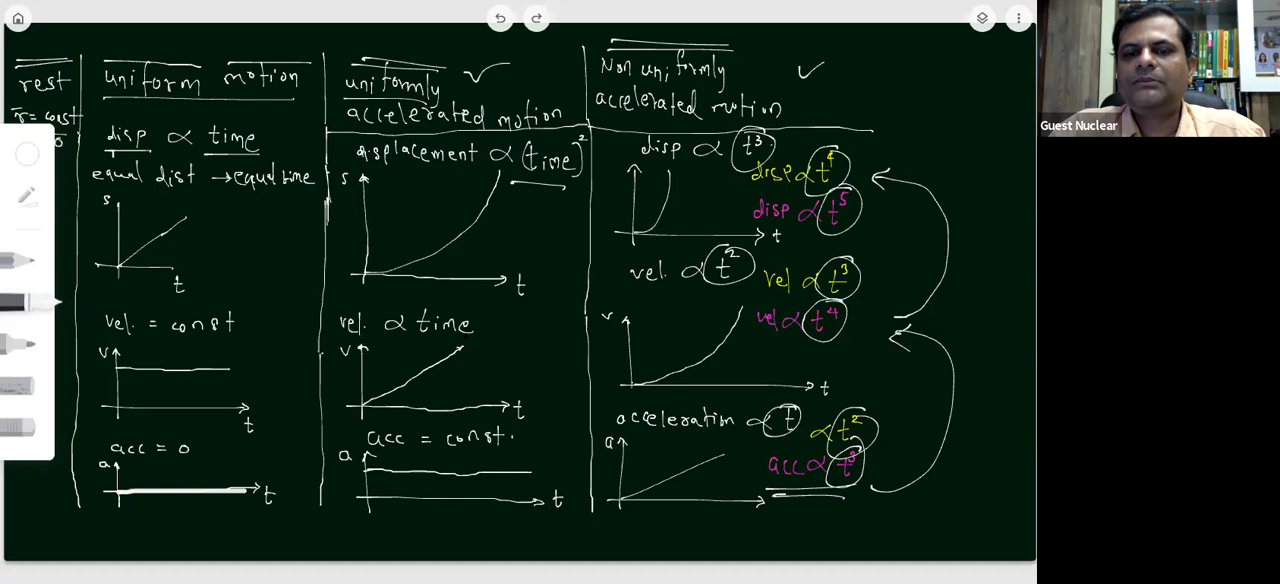 rest
r̄ = const
uniform motion
disp ∝ time
equal dist → equal time
s
t
vel. = const
v
t
acc = 0
a
t
uniformly ✓
accelerated motion
displacement ∝ (time)²
s
t
vel. ∝ time
v
t
acc = const.
a
t
Non uniformly ✓
accelerated motion
disp ∝ t³
disp ∝ t⁴
disp ∝ t⁵
t
vel. ∝ t²
vel ∝ t³
vel ∝ t⁴
v
t
acceleration ∝ t
∝ t²
acc ∝ t³
a
Guest Nuclear